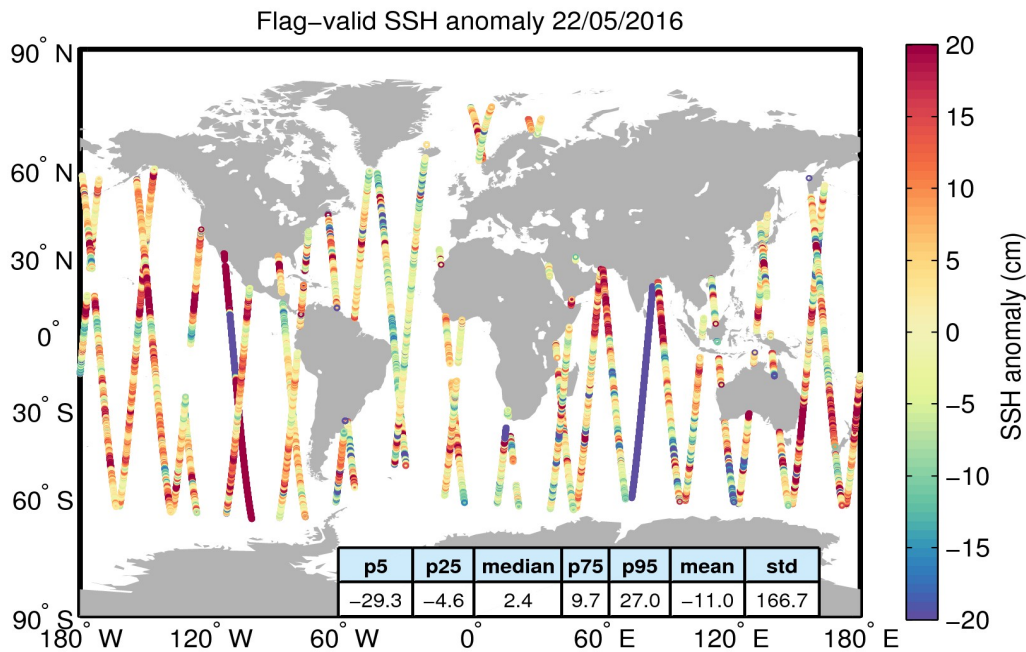 Flag−valid SSH anomaly 22/05/2016
90° N
60° N
30° N
0°
30° S
60° S
90° S
180° W 120° W 60° W 0° 60° E 120° E 180° E
p5 p25 median p75 p95 mean std
−29.3 −4.6 2.4 9.7 27.0 −11.0 166.7
20
15
10
5
0
−5
−10
−15
−20
SSH anomaly (cm)